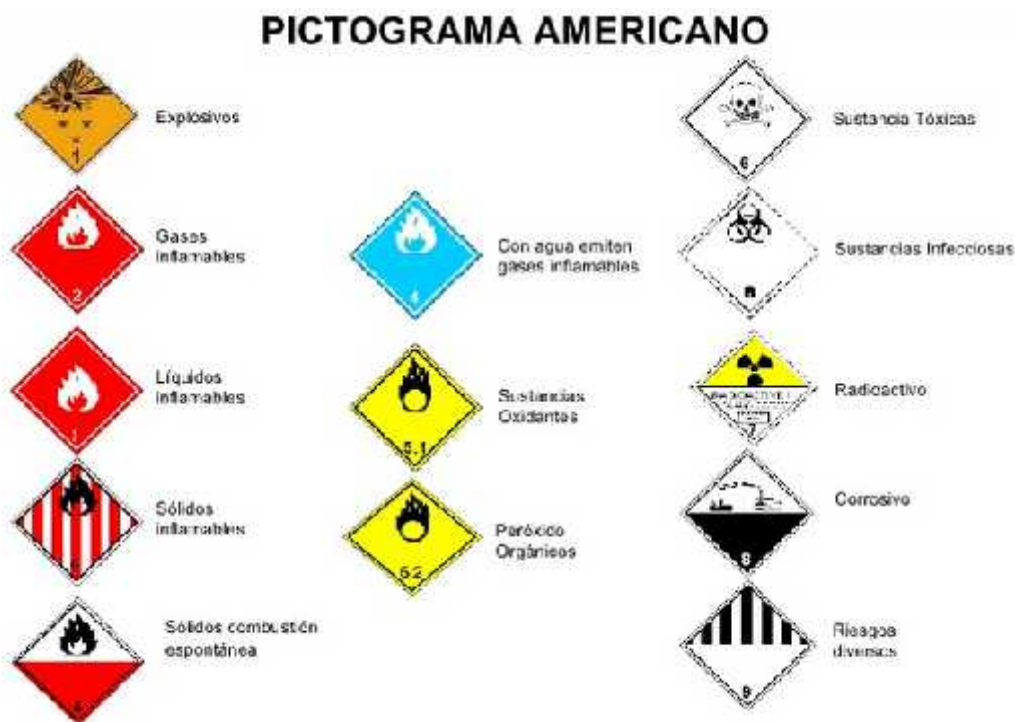 PICTOGRAMA AMERICANO
Explosivos
1
Gases
inflamables
2
Líquidos
inflamables
Sólidos
inflamables
Sólidos combustión
espontánea
4
Con agua emiten
gases inflamables
4
Sustancias
Oxidantes
5.1
Peróxido
Orgánicos
5.2
Sustancia Tóxicas
6
Sustancias Infecciosas
Radioactivo
RADIOACTIVE
7
Corrosivo
8
Riesgos
diversos
9